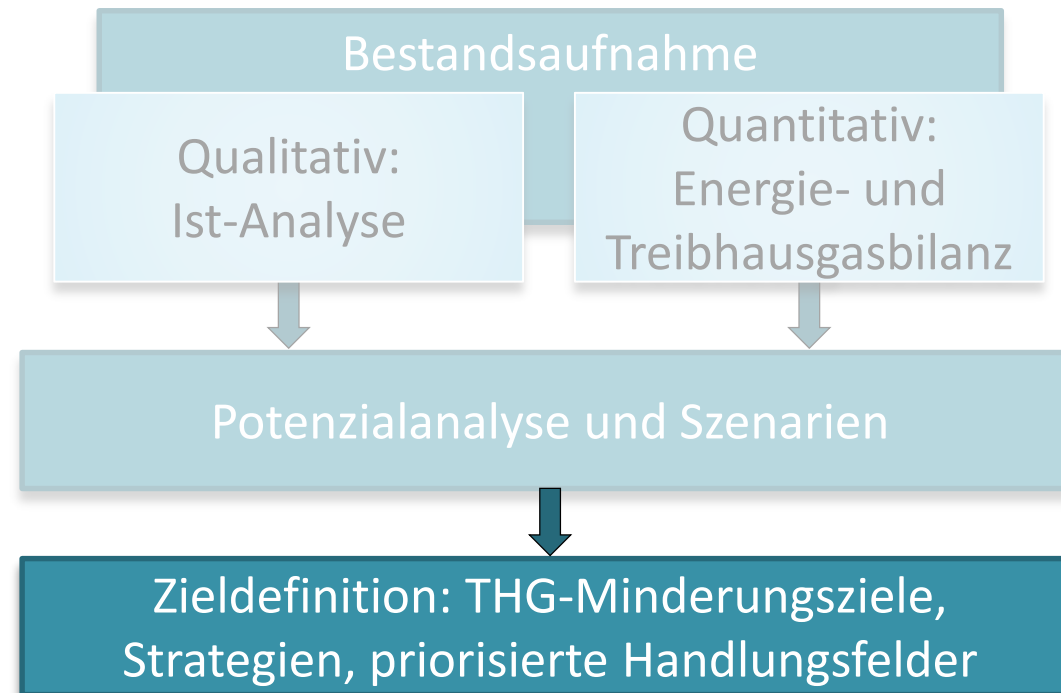 Bestandsaufnahme
Qualitativ:
Ist-Analyse
Quantitativ:
Energie- und
Treibhausgasbilanz
Potenzialanalyse und Szenarien
Zieldefinition: THG-Minderungsziele,
Strategien, priorisierte Handlungsfelder